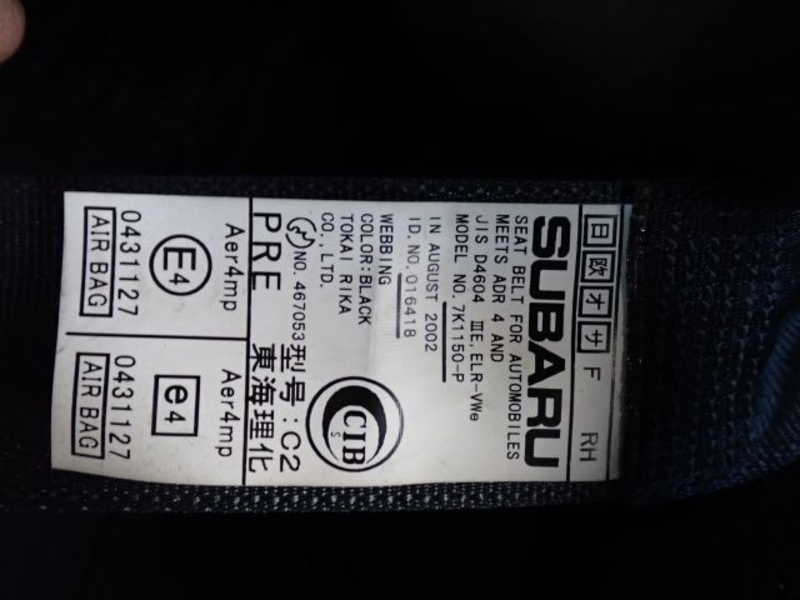 日 欧 オ サ F RH
SUBARU
SEAT BELT FOR AUTOMOBILES
MEETS ADR 4 AND
JIS D4604 ⅢE, ELR-VWe
MODEL NO. 7K1150-P
IN AUGUST 2002
ID. NO. 016418
WEBBING
COLOR:BLACK
TOKAI RIKA
CO., LTD.
CIB
S
NO. 467053
型号:C2
PRE 東海理化
Aer4mp
E4
0431127
AIR BAG
Aer4mp
e4
0431127
AIR BAG